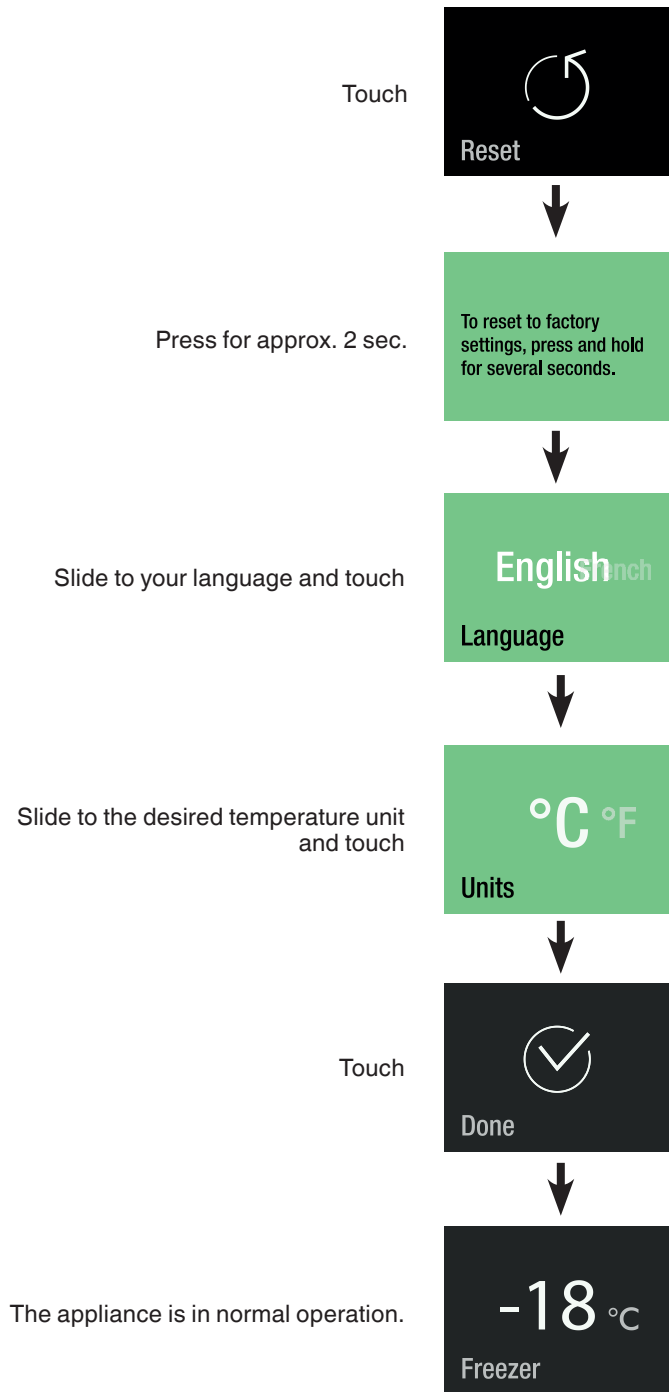 Touch
Reset
Press for approx. 2 sec.
To reset to factory
settings, press and hold
for several seconds.
Slide to your language and touch
English French
Language
Slide to the desired temperature unit
and touch
°C °F
Units
Touch
Done
The appliance is in normal operation.
-18 °C
Freezer